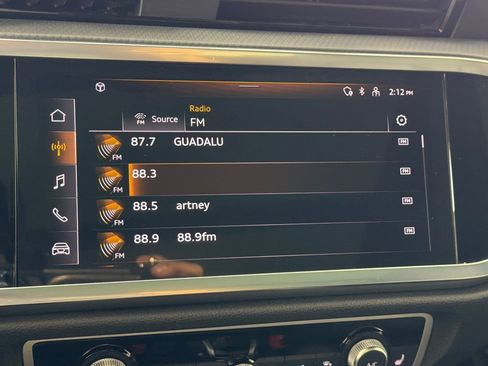 2:12 PM
FM Source
Radio
FM
87.7 GUADALU
FM
FM
88.3
FM
FM
88.5 artney
FM
FM
88.9 88.9fm
FM
FM
A/C